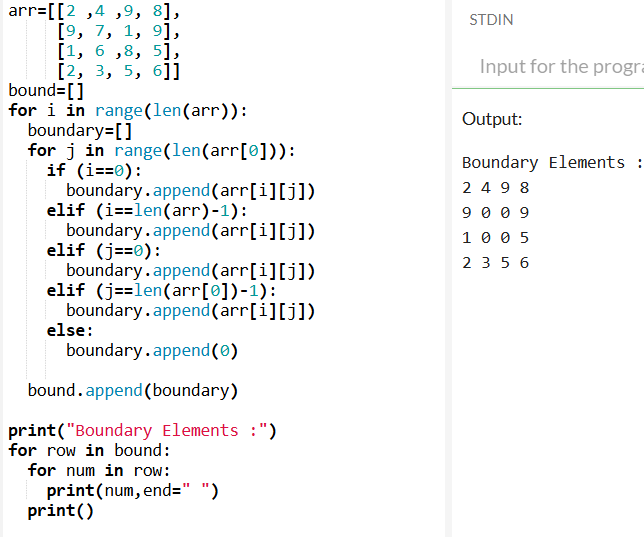 arr=[[2 ,4 ,9, 8],
[9, 7, 1, 9],
[1, 6 ,8, 5],
[2, 3, 5, 6]]
bound=[]
for i in range(len(arr)):
boundary=[]
for j in range(len(arr[0])):
if (i==0):
boundary.append(arr[i][j])
elif (i==len(arr)-1):
boundary.append(arr[i][j])
elif (j==0):
boundary.append(arr[i][j])
elif (j==len(arr[0])-1):
boundary.append(arr[i][j])
else:
boundary.append(0)
bound.append(boundary)
print("Boundary Elements :")
for row in bound:
for num in row:
print(num,end=" ")
print()
STDIN
Input for the progra
Output:
Boundary Elements :
2 4 9 8
9 0 0 9
1 0 0 5
2 3 5 6